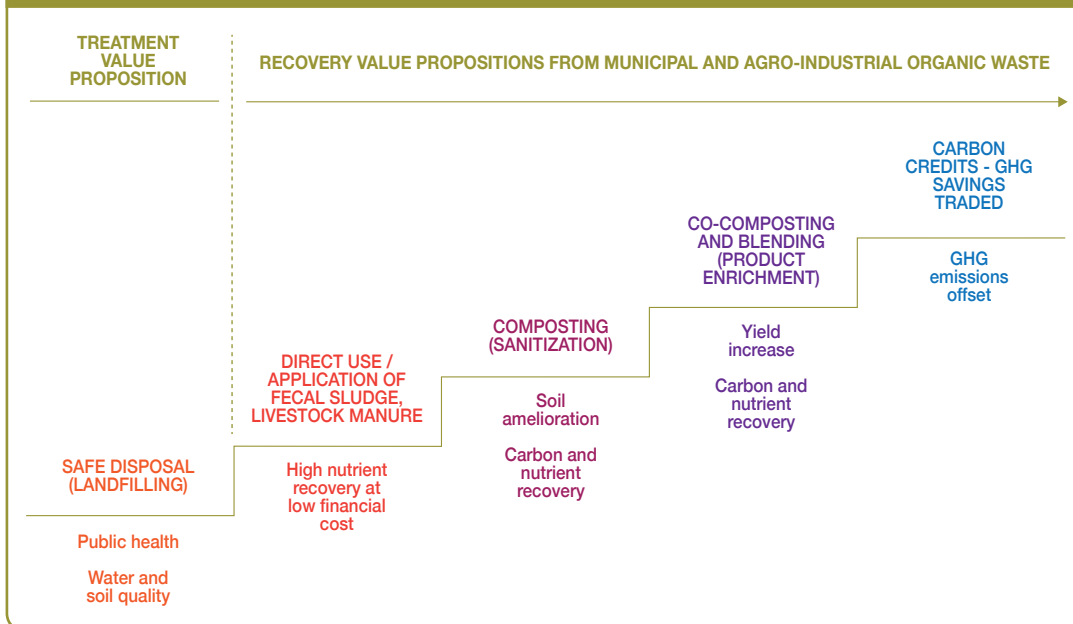 TREATMENT
VALUE
PROPOSITION
RECOVERY VALUE PROPOSITIONS FROM MUNICIPAL AND AGRO-INDUSTRIAL ORGANIC WASTE
SAFE DISPOSAL
(LANDFILLING)
Public health
Water and
soil quality
DIRECT USE /
APPLICATION OF
FECAL SLUDGE,
LIVESTOCK MANURE
High nutrient
recovery at
low financial
cost
COMPOSTING
(SANITIZATION)
Soil
amelioration
Carbon and
nutrient
recovery
CO-COMPOSTING
AND BLENDING
(PRODUCT
ENRICHMENT)
Yield
increase
Carbon and
nutrient
recovery
CARBON
CREDITS - GHG
SAVINGS
TRADED
GHG
emissions
offset